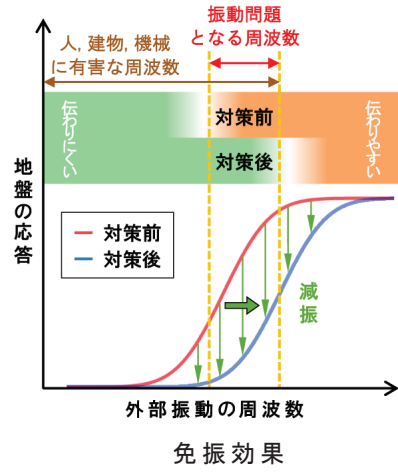 振動問題
となる周波数
人, 建物, 機械
に有害な周波数
伝わりにくい
対策前
対策後
伝わりやすい
地盤の応答
対策前
対策後
減振
外部振動の周波数
免振効果